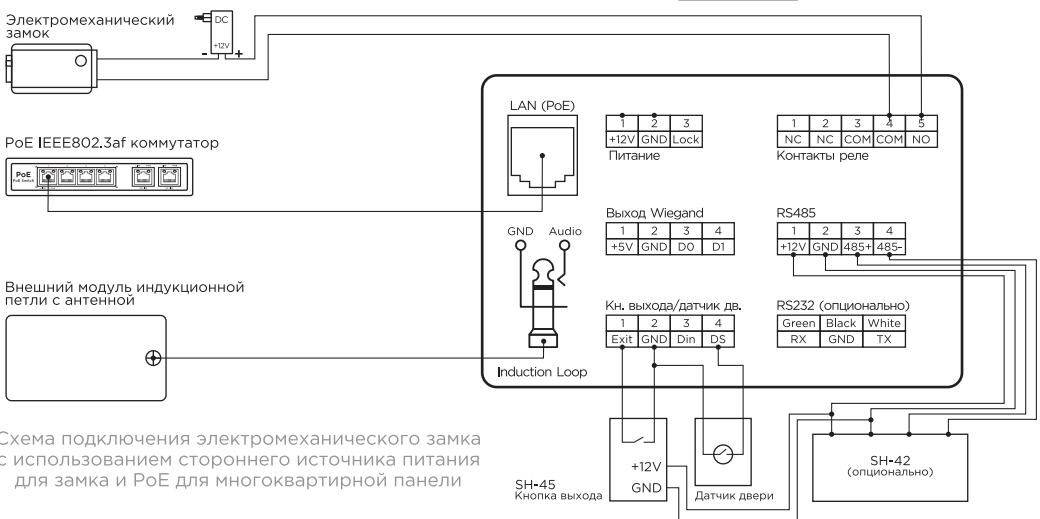 Электромеханический
замок
DC
+12V
- +
PoE IEEE802.3af коммутатор
PoE
PoE Switch
Внешний модуль индукционной
петли с антенной
LAN (PoE)
1 2 3
+12V GND Lock
Питание
1 2 3 4 5
NC NC COM COM NO
Контакты реле
GND Audio
Induction Loop
Выход Wiegand
1 2 3 4
+5V GND D0 D1
RS485
1 2 3 4
+12V GND 485+ 485-
Кн. выхода/датчик дв.
1 2 3 4
Exit GND Din DS
RS232 (опционально)
Green Black White
RX GND TX
Схема подключения электромеханического замка
с использованием стороннего источника питания
для замка и PoE для многоквартирной панели
+12V
GND
SH-45
Кнопка выхода
Датчик двери
SH-42
(опционально)